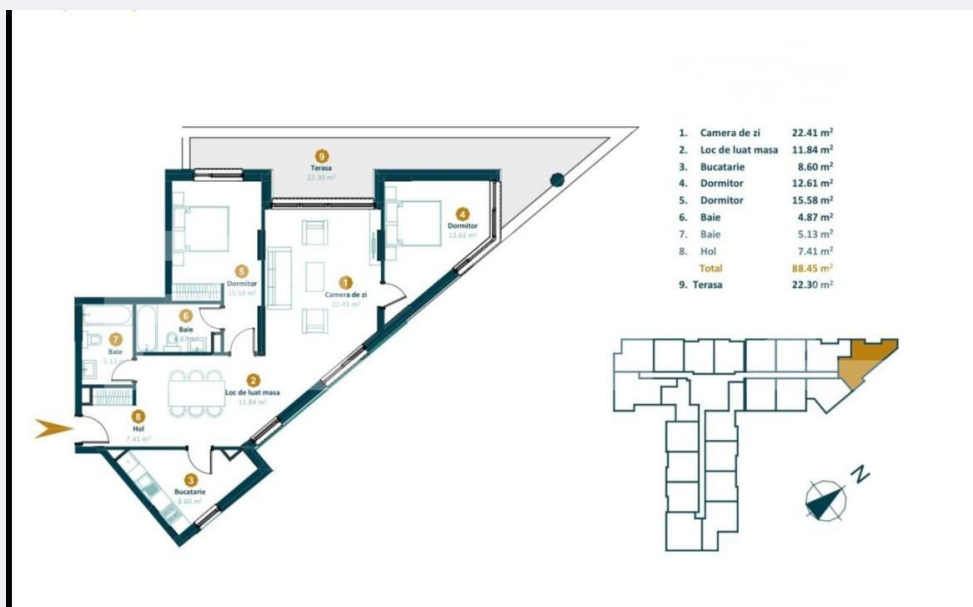 1. Camera de zi 22.41 m²
2. Loc de luat masa 11.84 m²
3. Bucatarie 8.60 m²
4. Dormitor 12.61 m²
5. Dormitor 15.58 m²
6. Baie 4.87 m²
7. Baie 5.13 m²
8. Hol 7.41 m²
Total 88.45 m²
9. Terasa 22.30 m²
9
Terasa
22.30 m²
4
Dormitor
12.61 m²
5
Dormitor
15.58 m²
1
Camera de zi
22.41 m²
6
Baie
7
Baie
5.13 m²
2
Loc de luat masa
11.84 m²
8
Hol
7.41 m²
3
Bucatarie
8.60 m²
N